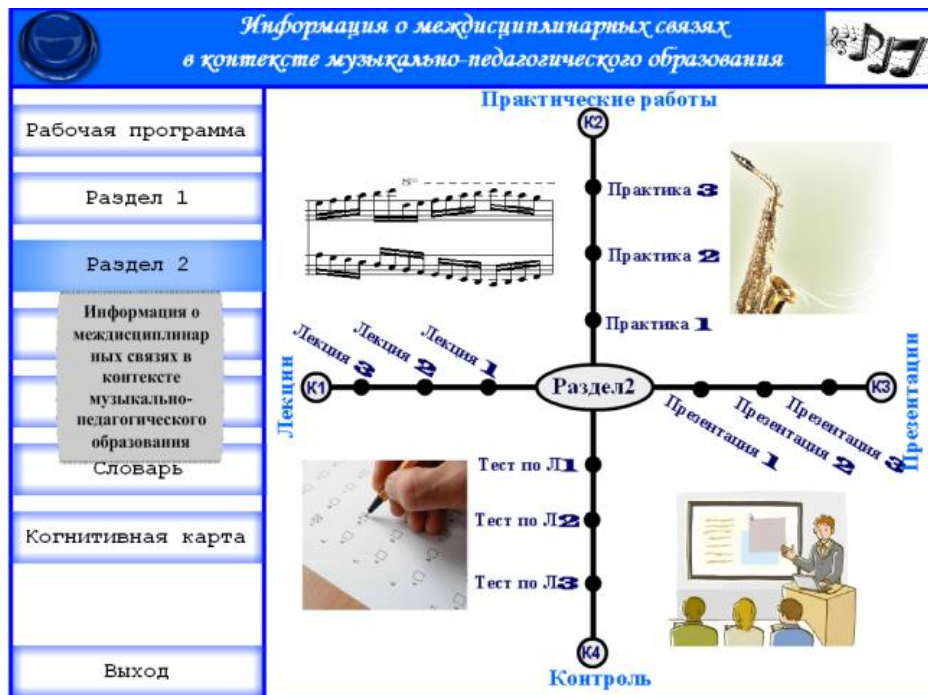 Информация о междисциплинарных связях
в контексте музыкально-педагогического образования
Рабочая программа
Раздел 1
Раздел 2
Информация о
междисциплинар
ных связях в
контексте
музыкально-
педагогического
образования
Словарь
Когнитивная карта
Выход
Практические работы
К2
Практика 3
Практика 2
Практика 1
Лекции
К1
Лекция 3
Лекция 2
Лекция 1
Раздел2
Презентация 1
Презентация 2
Презентация 3
К3
Презентации
Тест по Л1
Тест по Л2
Тест по Л3
К4
Контроль